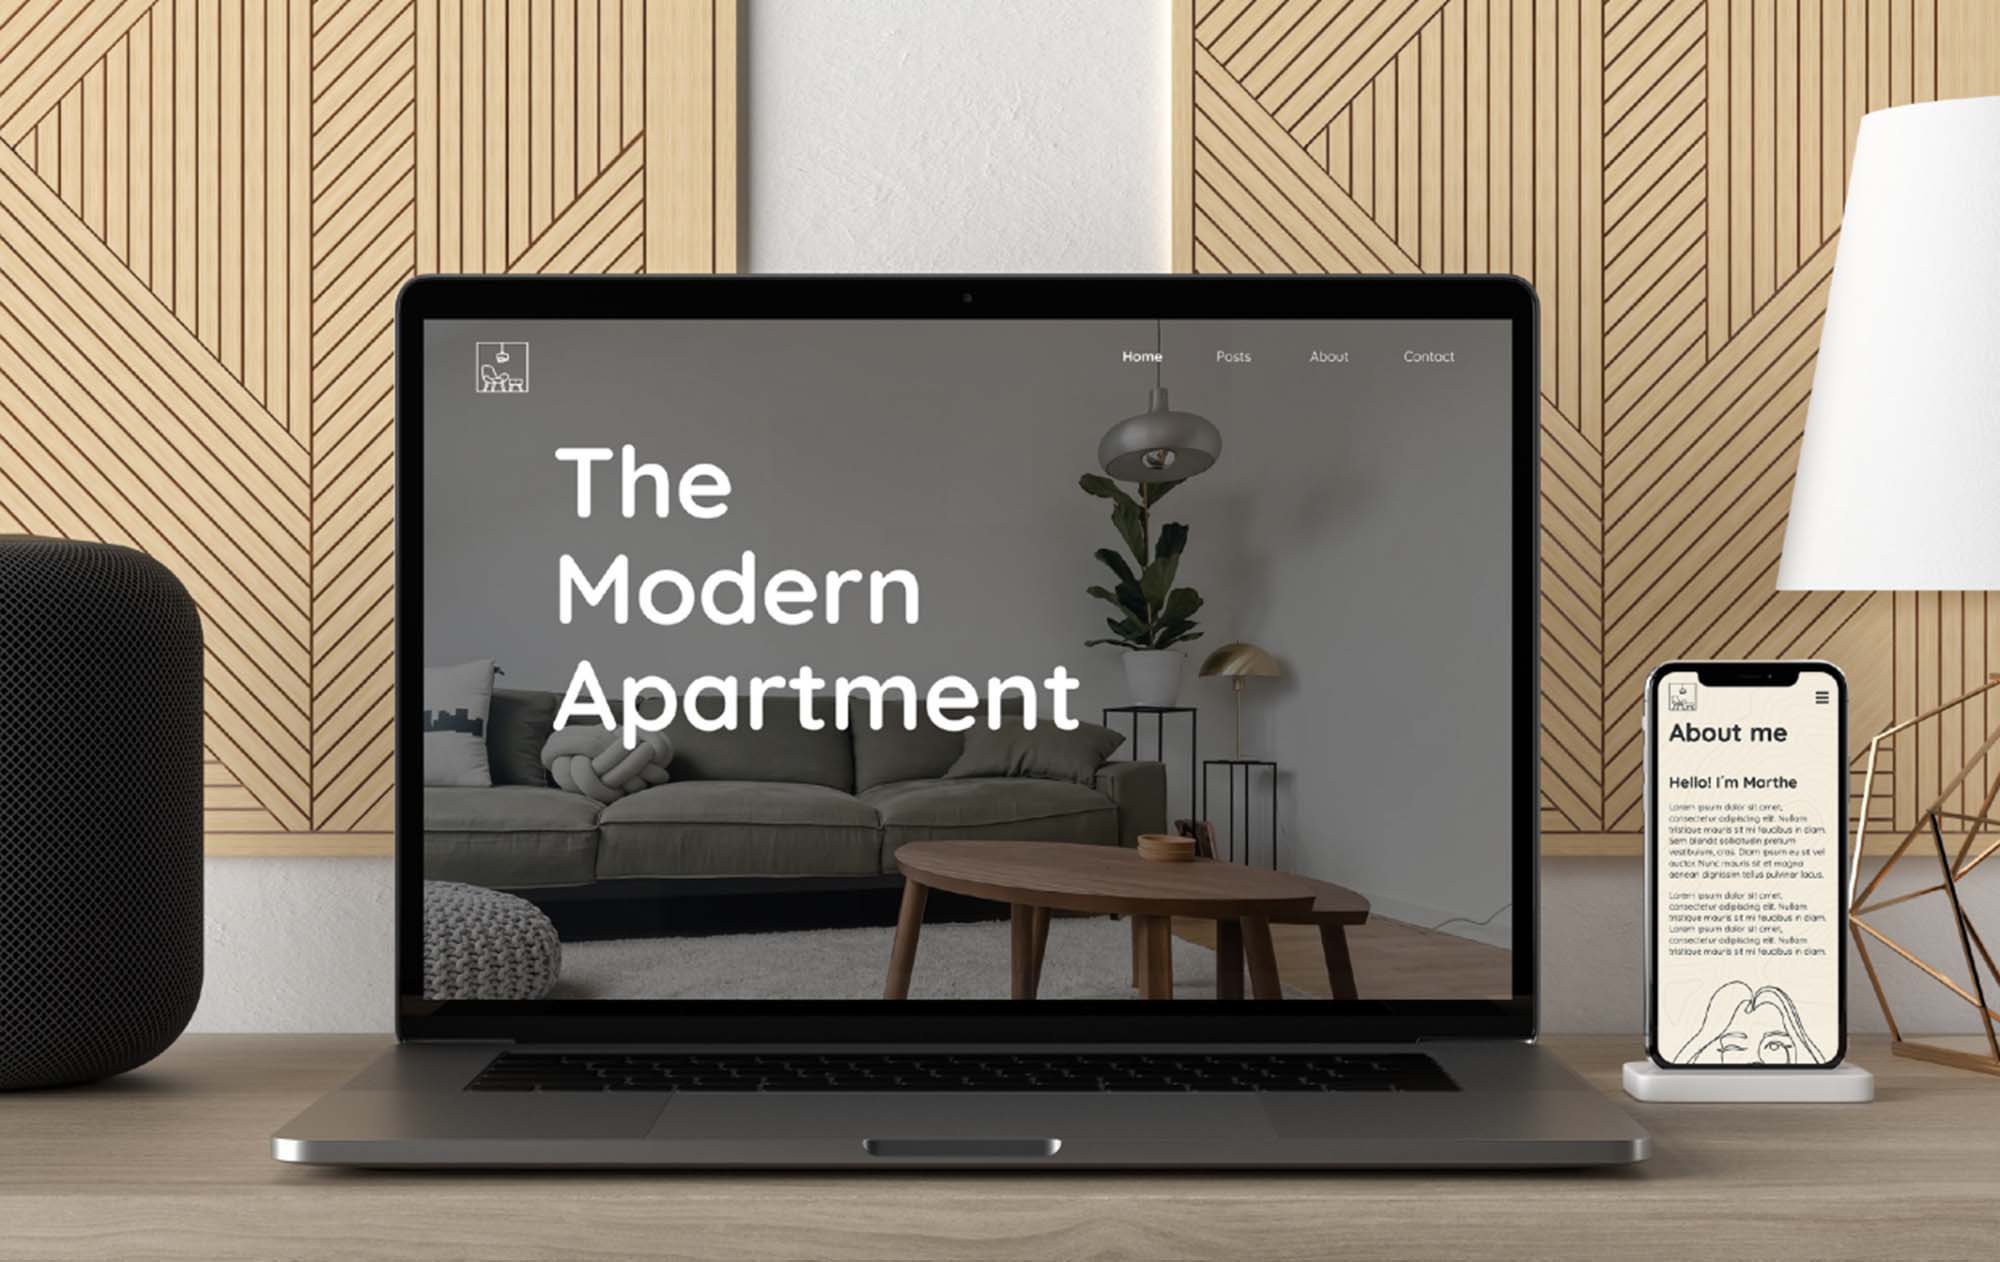 Home Posts About Contact
The
Modern
Apartment
About me
Hello! I'm Marthe
Lorem ipsum dolor sit amet,
consectetur adipiscing elit. Nullam
tristique mauris sit mi faucibus in diam.
Sem blandit sollicitudin pretium
vestibulum, cras. Diam ipsum eu sit vel
auctor. Nunc mauris sit et magna
aenean dignissim tellus pulvinar lacus.
Lorem ipsum dolor sit amet,
consectetur adipiscing elit. Nullam
tristique mauris sit mi faucibus in diam.
Lorem ipsum dolor sit amet,
consectetur adipiscing elit. Nullam
tristique mauris sit mi faucibus in diam.